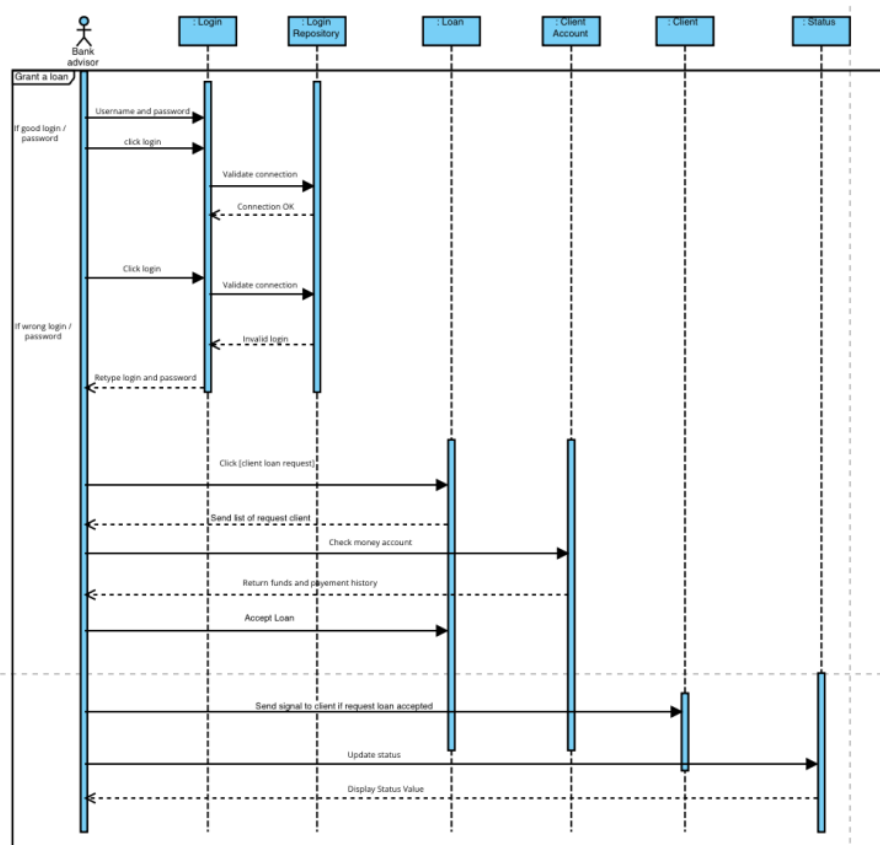 : Login
: Login
Repository
: Loan
: Client
Account
: Client
: Status
Bank
advisor
Grant a loan
Username and password
If good login /
password
click login
Validate connection
Connection OK
Click login
Validate connection
If wrong login /
password
Invalid login
Retype login and password
Click [client loan request]
Send list of request client
Check money account
Return funds and payement history
Accept Loan
Send signal to client if request loan accepted
Update status
Display Status Value